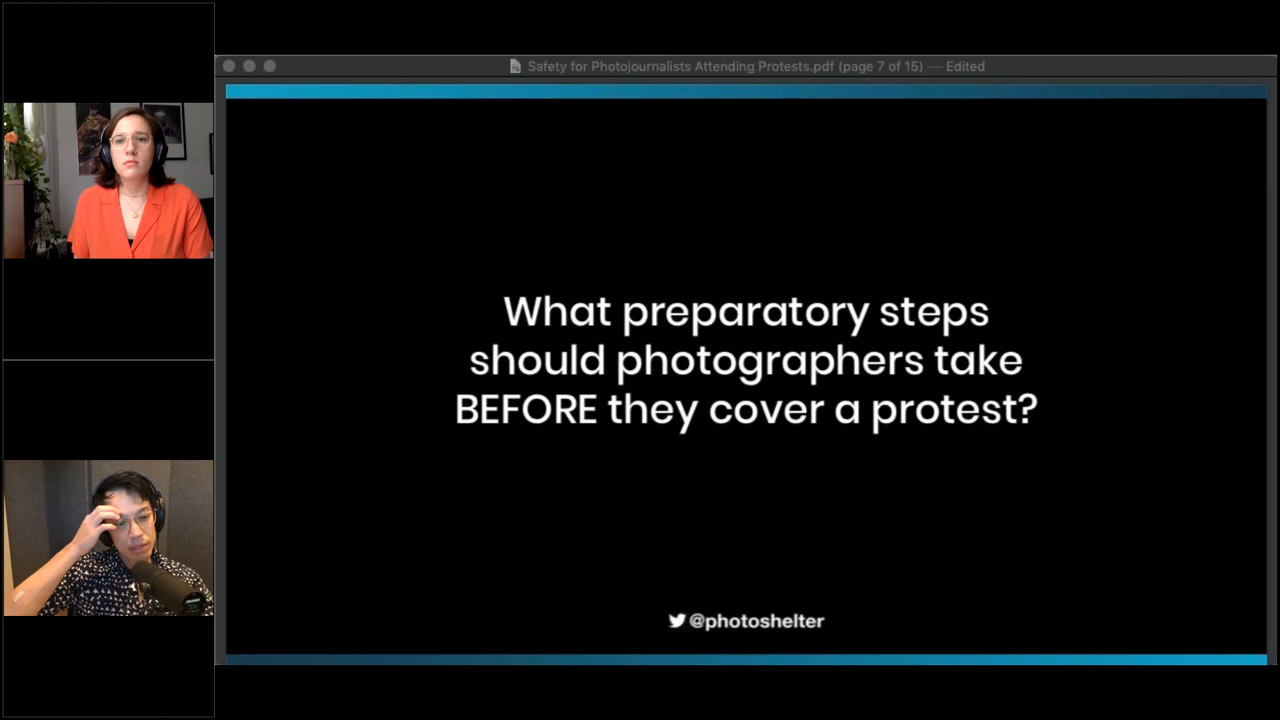 Safety for Photojournalists Attending Protests.pdf (page 7 of 15) — Edited
What preparatory steps
should photographers take
BEFORE they cover a protest?
@photoshelter